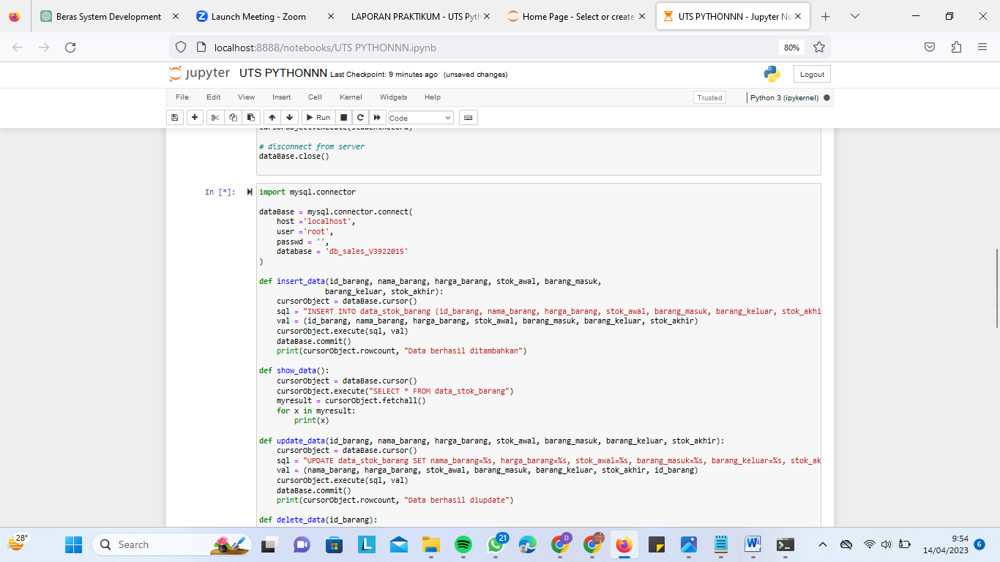 Beras System Development
Launch Meeting - Zoom
LAPORAN PRAKTIKUM - UTS Pyth
Home Page - Select or create
UTS PYTHONNN - Jupyter No
localhost:8888/notebooks/UTS PYTHONNN.ipynb
80%
jupyter UTS PYTHONNN Last Checkpoint: 9 minutes ago (unsaved changes)
Logout
File Edit View Insert Cell Kernel Widgets Help
Trusted
Python 3 (ipykernel)
Run
Code
cursorObject.execute(studentRecord)
# disconnect from server
dataBase.close()
In [*]:
import mysql.connector
dataBase = mysql.connector.connect(
host ='localhost',
user ='root',
passwd = '',
database = 'db_sales_V3922015'
)
def insert_data(id_barang, nama_barang, harga_barang, stok_awal, barang_masuk,
barang_keluar, stok_akhir):
cursorObject = dataBase.cursor()
sql = "INSERT INTO data_stok_barang (id_barang, nama_barang, harga_barang, stok_awal, barang_masuk, barang_keluar, stok_akhi
val = (id_barang, nama_barang, harga_barang, stok_awal, barang_masuk, barang_keluar, stok_akhir)
cursorObject.execute(sql, val)
dataBase.commit()
print(cursorObject.rowcount, "Data berhasil ditambahkan")
def show_data():
cursorObject = dataBase.cursor()
cursorObject.execute("SELECT * FROM data_stok_barang")
myresult = cursorObject.fetchall()
for x in myresult:
print(x)
def update_data(id_barang, nama_barang, harga_barang, stok_awal, barang_masuk, barang_keluar, stok_akhir):
cursorObject = dataBase.cursor()
sql = "UPDATE data_stok_barang SET nama_barang=%s, harga_barang=%s, stok_awal=%s, barang_masuk=%s, barang_keluar=%s, stok_ak
val = (nama_barang, harga_barang, stok_awal, barang_masuk, barang_keluar, stok_akhir, id_barang)
cursorObject.execute(sql, val)
dataBase.commit()
print(cursorObject.rowcount, "Data berhasil diupdate")
def delete_data(id_barang):
28°
Search
L
21
D
W
9:54
14/04/2023
6